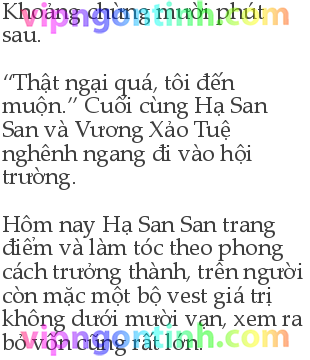 Khoảng chừng mười phút
sau.
“Thật ngại quá, tôi đến
muộn.” Cuối cùng Hạ San
San và Vương Xảo Tuệ
nghênh ngang đi vào hội
trường.
Hôm nay Hạ San San trang
điểm và làm tóc theo phong
cách trưởng thành, trên người
còn mặc một bộ vest giá trị
không dưới mười vạn, xem ra
bỏ vốn cũng rất lớn.
vipngontinh.com
vipngontinh.com